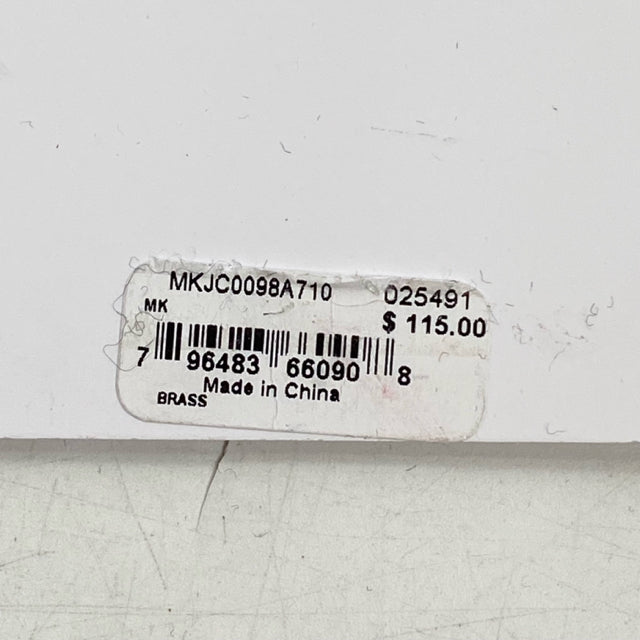 MKJC0098A710 025491
MK $ 115.00
7 96483 66090 8
Made in China
BRASS